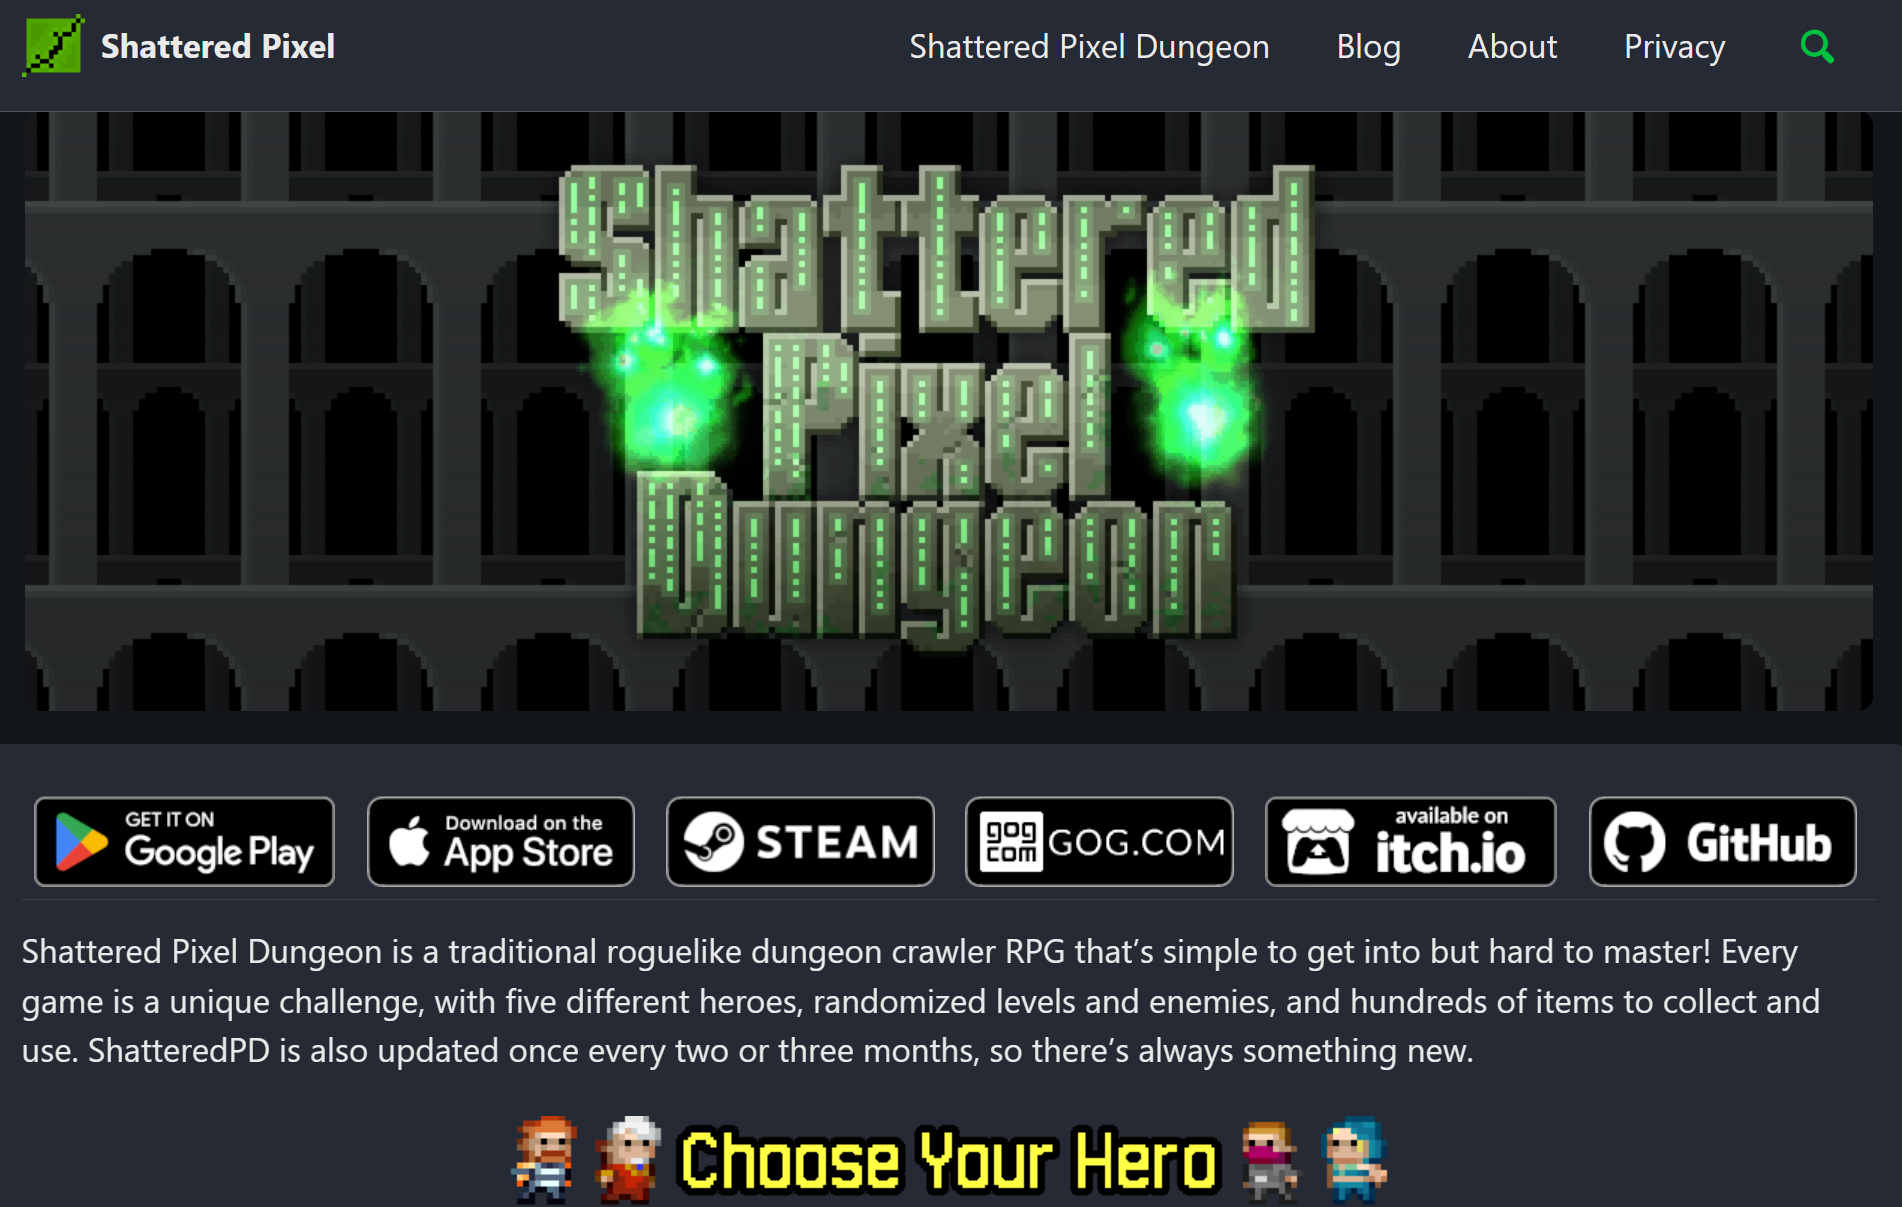 Shattered Pixel
Shattered Pixel Dungeon
Blog
About
Privacy
Shattered
Pixel
Dungeon
GET IT ON
Google Play
Download on the
App Store
STEAM
gog
com
GOG.COM
available on
itch.io
GitHub
Shattered Pixel Dungeon is a traditional roguelike dungeon crawler RPG that’s simple to get into but hard to master! Every
game is a unique challenge, with five different heroes, randomized levels and enemies, and hundreds of items to collect and
use. ShatteredPD is also updated once every two or three months, so there’s always something new.
Choose Your Hero